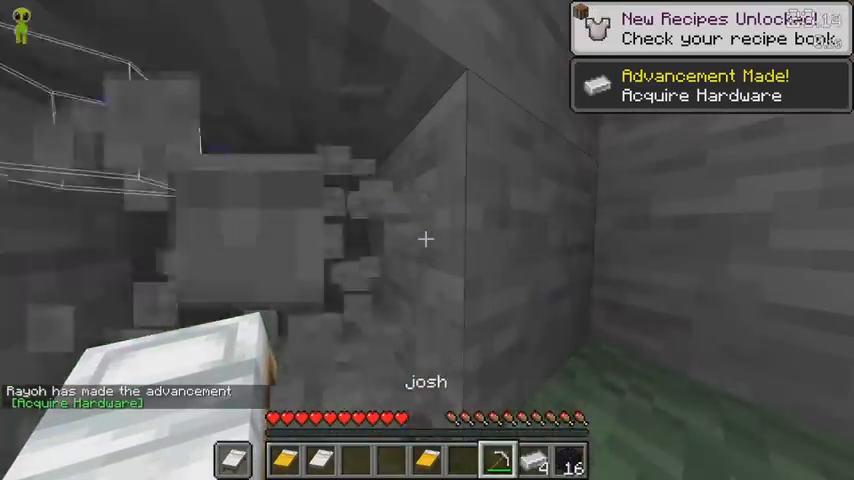 New Recipes Unlocked!
Check your recipe book
Advancement Made!
Acquire Hardware
josh
Rayoh has made the advancement
[Acquire Hardware]
4
16